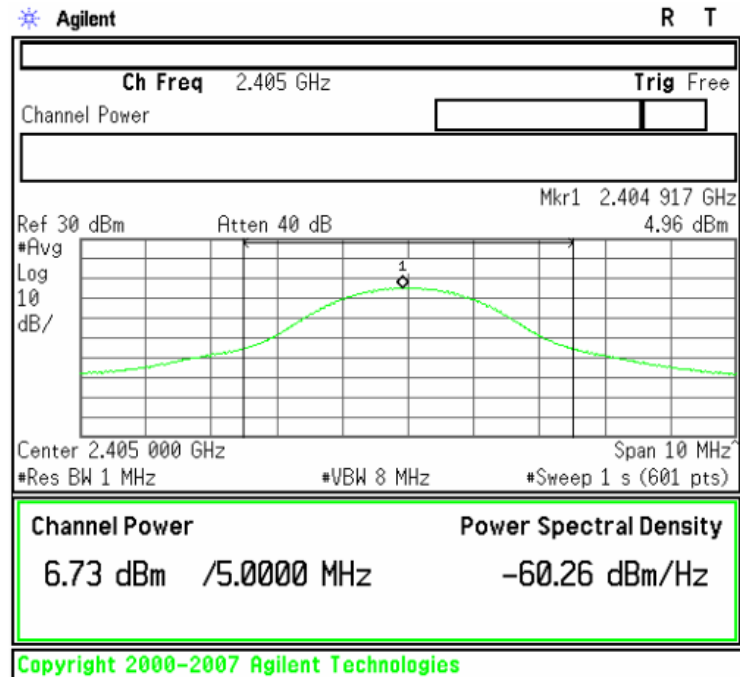 Agilent R T
Ch Freq 2.405 GHz Trig Free
Channel Power
Mkr1 2.404 917 GHz
Ref 30 dBm Atten 40 dB 4.96 dBm
#Avg
Log
10
dB/
1
Center 2.405 000 GHz Span 10 MHz^
#Res BW 1 MHz #VBW 8 MHz #Sweep 1 s (601 pts)
Channel Power Power Spectral Density
6.73 dBm /5.0000 MHz -60.26 dBm/Hz
Copyright 2000-2007 Agilent Technologies